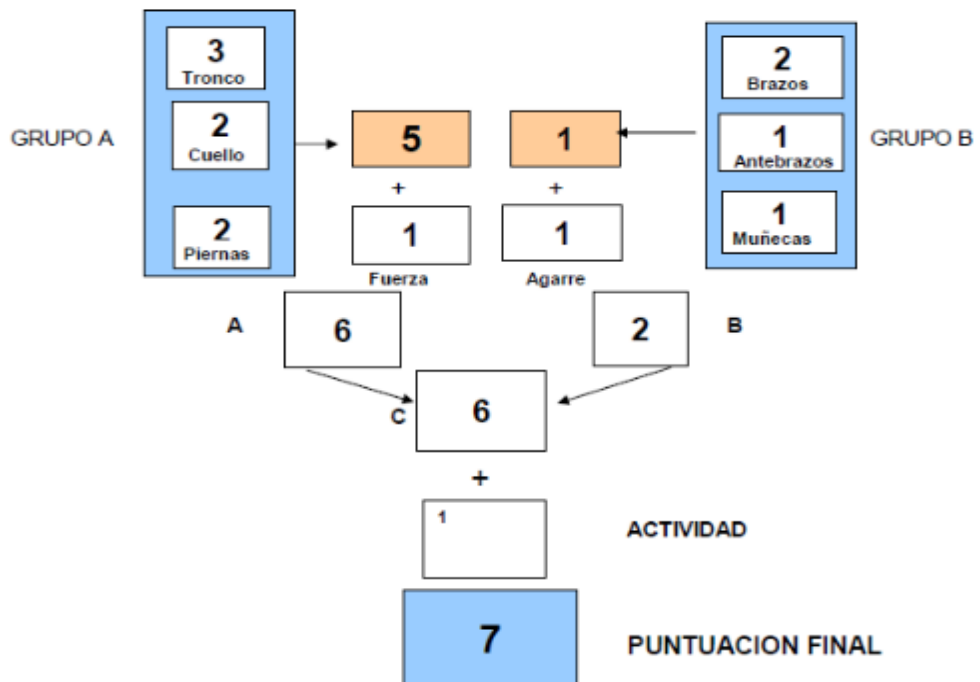 3
Tronco
2
Brazos
GRUPO A
2
Cuello
5
1
1
Antebrazos
GRUPO B
+
+
2
Piernas
1
1
1
Muñecas
Fuerza
Agarre
A
6
2
B
C
6
+
1
ACTIVIDAD
7
PUNTUACION FINAL